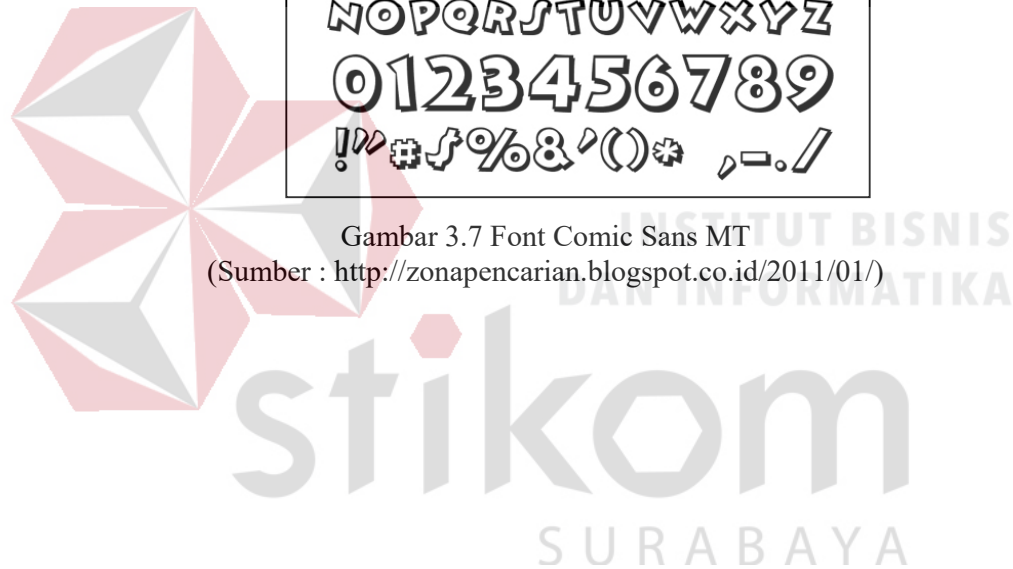 NOPQRSTUVWXYZ
0123456789
!"#$%&'()* ,-./
Gambar 3.7 Font Comic Sans MT
(Sumber : http://zonapencarian.blogspot.co.id/2011/01/)
INSTITUT BISNIS
DAN INFORMATIKA
stikom
SURABAYA